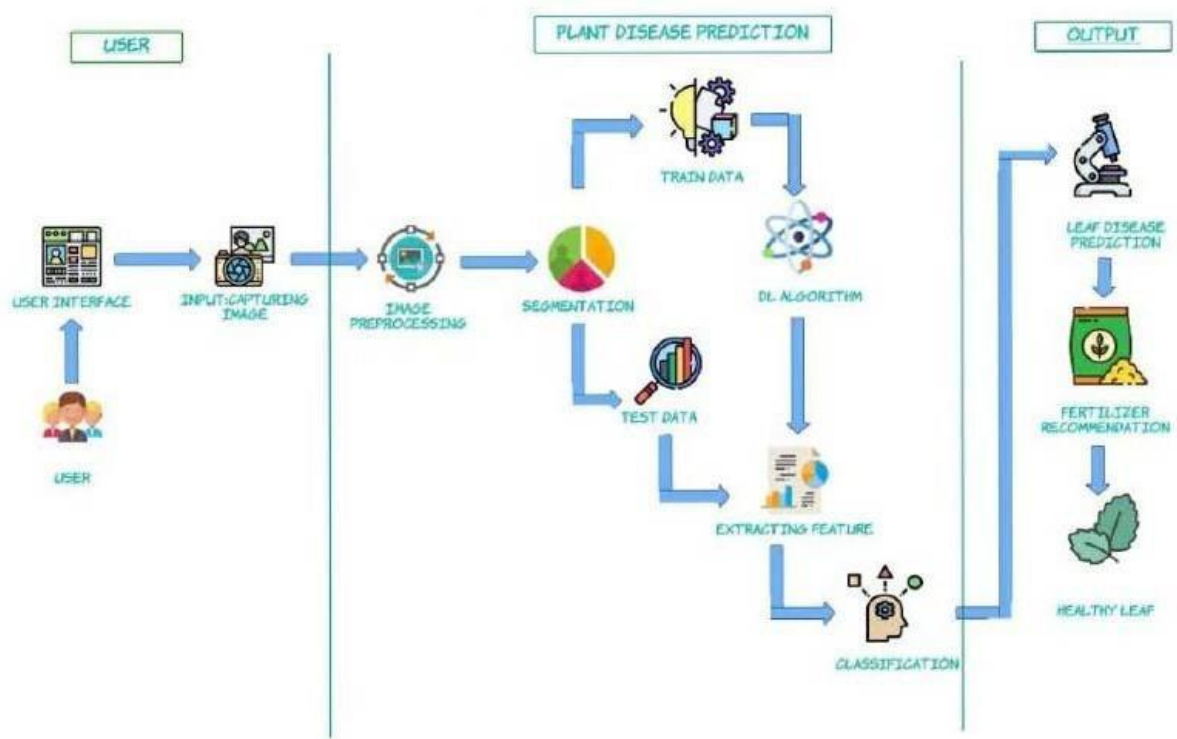 USER
PLANT DISEASE PREDICTION
OUTPUT
TRAIN DATA
LEAF DISEASE
PREDICTION
USER INTERFACE
INPUT:CAPTURING
IMAGE
IMAGE
PREPROCESSING
SEGMENTATION
DL ALGORITHM
TEST DATA
FERTILIZER
RECOMMENDATION
USER
EXTRACTING FEATURE
HEALTHY LEAF
CLASSIFICATION